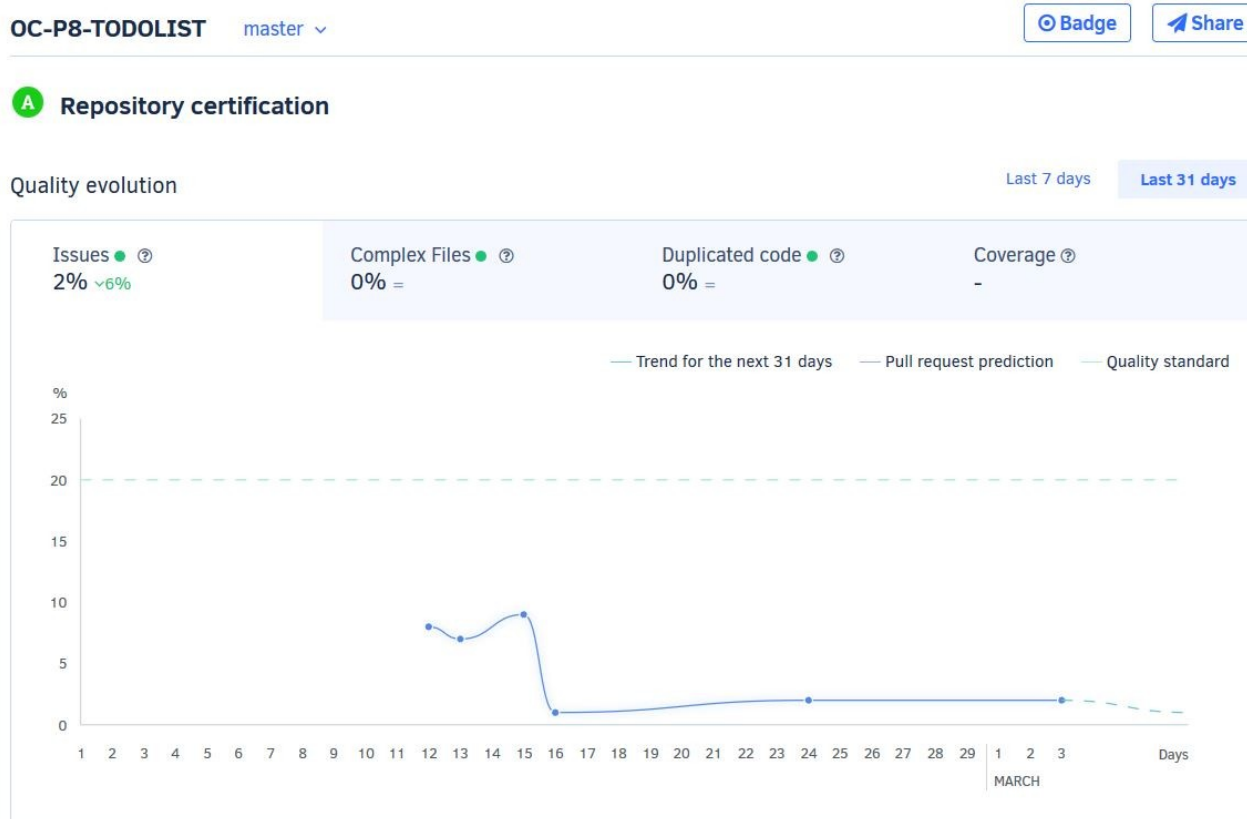 OC-P8-TODOLIST master Badge Share
A Repository certification
Quality evolution Last 7 days Last 31 days
Issues Complex Files Duplicated code Coverage
2% 6% 0% = 0% = -
Trend for the next 31 days Pull request prediction Quality standard
%
25
20
15
10
5
0
1 2 3 4 5 6 7 8 9 10 11 12 13 14 15 16 17 18 19 20 21 22 23 24 25 26 27 28 29 1 2 3 Days
MARCH